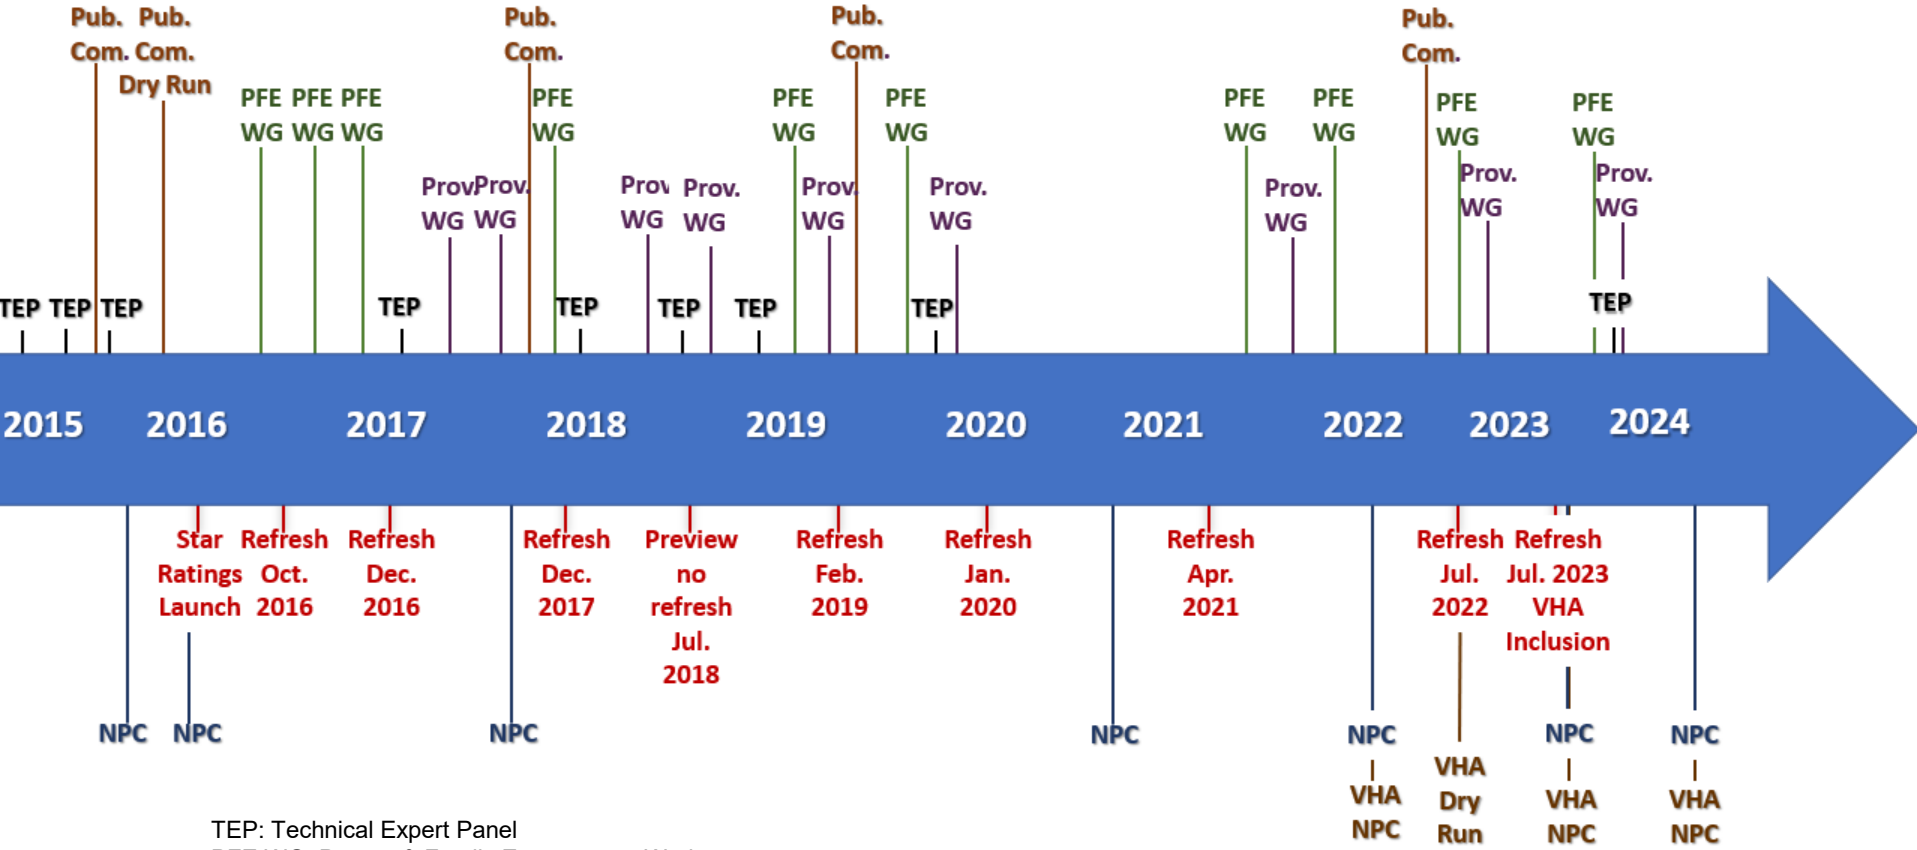 Pub. Com.
Pub. Com. Dry Run
Pub. Com.
Pub. Com.
Pub. Com.
PFE WG
PFE WG
PFE WG
PFE WG
PFE WG
PFE WG
PFE WG
PFE WG
PFE WG
PFE WG
Prov. WG
Prov. WG
Prov WG
Prov. WG
Prov. WG
Prov. WG
Prov. WG
Prov. WG
Prov. WG
TEP
TEP
TEP
TEP
TEP
TEP
TEP
TEP
TEP
2015 2016 2017 2018 2019 2020 2021 2022 2023 2024
Star Ratings Launch
Refresh Oct. 2016
Refresh Dec. 2016
Refresh Dec. 2017
Preview no refresh Jul. 2018
Refresh Feb. 2019
Refresh Jan. 2020
Refresh Apr. 2021
Refresh Jul. 2022
Refresh Jul. 2023 VHA Inclusion
NPC
NPC
NPC
NPC
NPC
VHA NPC
VHA Dry Run
NPC
VHA NPC
NPC
VHA NPC
TEP: Technical Expert Panel